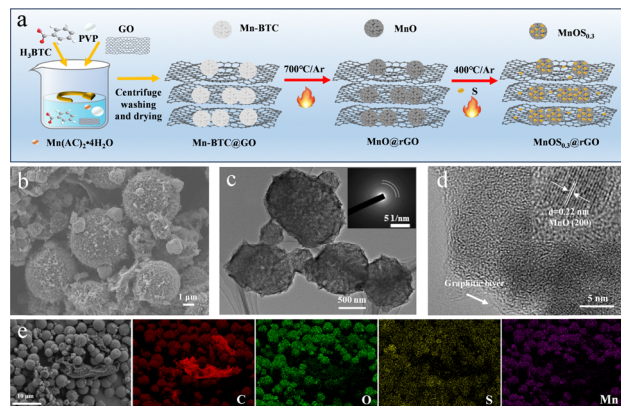 a
PVP
GO
H₃BTC
Mn(AC)₂•4H₂O
Centrifuge
washing
and drying
Mn-BTC
Mn-BTC@GO
700℃/Ar
MnO
MnO@rGO
400℃/Ar
S
MnOS₀.₃
MnOS₀.₃@rGO
b
1 μm
c
5 1/nm
500 nm
d
d=0.22 nm
MnO (200)
Graphitic layer
5 nm
e
10 μm
C
O
S
Mn